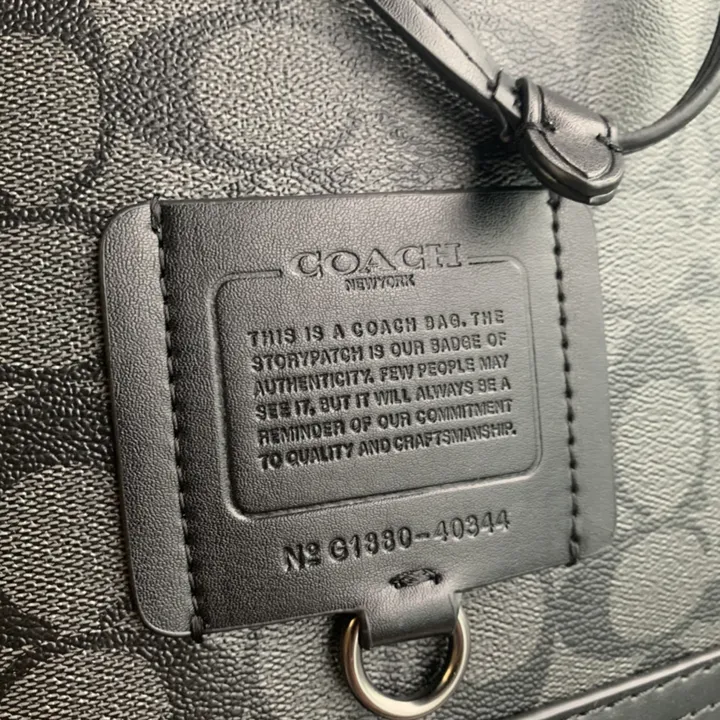 COACH
NEW YORK
THIS IS A COACH BAG. THE
STORYPATCH IS OUR BADGE OF
AUTHENTICITY. FEW PEOPLE MAY
SEE IT, BUT IT WILL ALWAYS BE A
REMINDER OF OUR COMMITMENT
TO QUALITY AND CRAFTSMANSHIP.
Nº G1880-40344